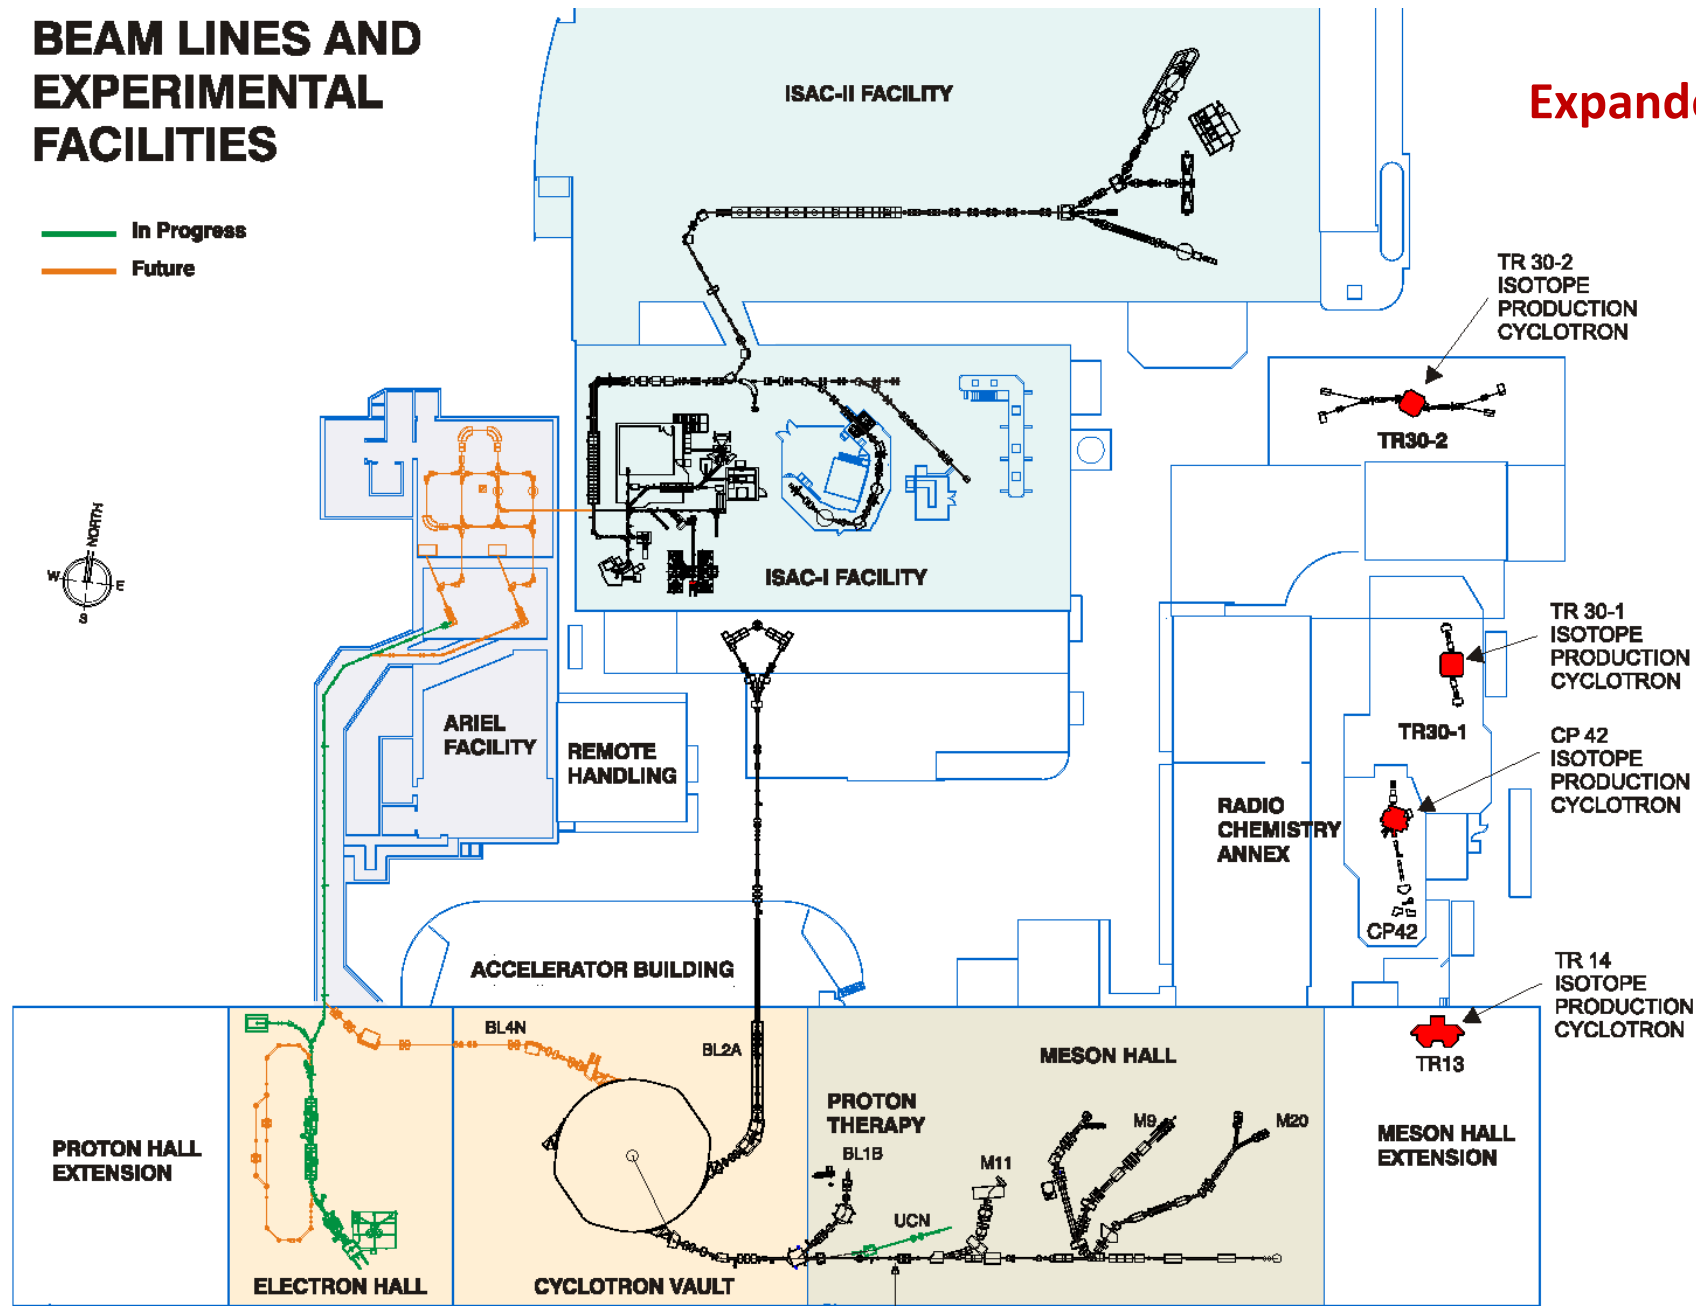 BEAM LINES AND
EXPERIMENTAL
FACILITIES
In Progress
Future
ISAC-II FACILITY
TR 30-2
ISOTOPE
PRODUCTION
CYCLOTRON
TR30-2
NORTH
W
E
S
ISAC-I FACILITY
TR 30-1
ISOTOPE
PRODUCTION
CYCLOTRON
TR30-1
ARIEL
FACILITY
REMOTE
HANDLING
CP 42
ISOTOPE
PRODUCTION
CYCLOTRON
RADIO
CHEMISTRY
ANNEX
CP42
ACCELERATOR BUILDING
TR 14
ISOTOPE
PRODUCTION
CYCLOTRON
TR13
BL4N
BL2A
MESON HALL
PROTON
THERAPY
BL1B
M11
M9
M20
UCN
PROTON HALL
EXTENSION
MESON HALL
EXTENSION
ELECTRON HALL
CYCLOTRON VAULT